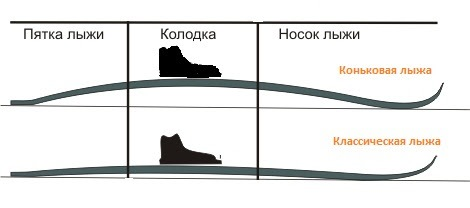 Пятка лыжи Колодка Носок лыжи
Коньковая лыжа
Классическая лыжа